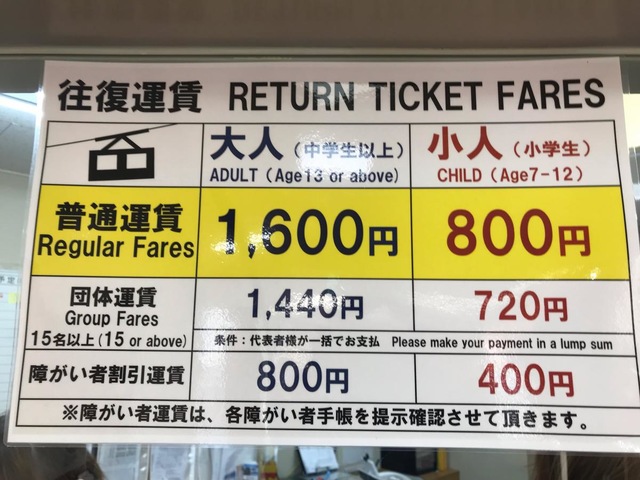 往復運賃 RETURN TICKET FARES
大人（中学生以上） 小人（小学生）
ADULT (Age13 or above) CHILD (Age7-12)
普通運賃 1,600円 800円
Regular Fares
団体運賃 1,440円 720円
Group Fares
15名以上(15 or above) 条件：代表者様が一括でお支払 Please make your payment in a lump sum
障がい者割引運賃 800円 400円
※障がい者運賃は、各障がい者手帳を提示確認させて頂きます。